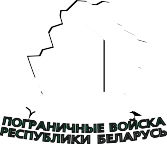 ПОГРАНИЧНЫЕ ВОЙСКА
РЕСПУБЛИКИ БЕЛАРУСЬ